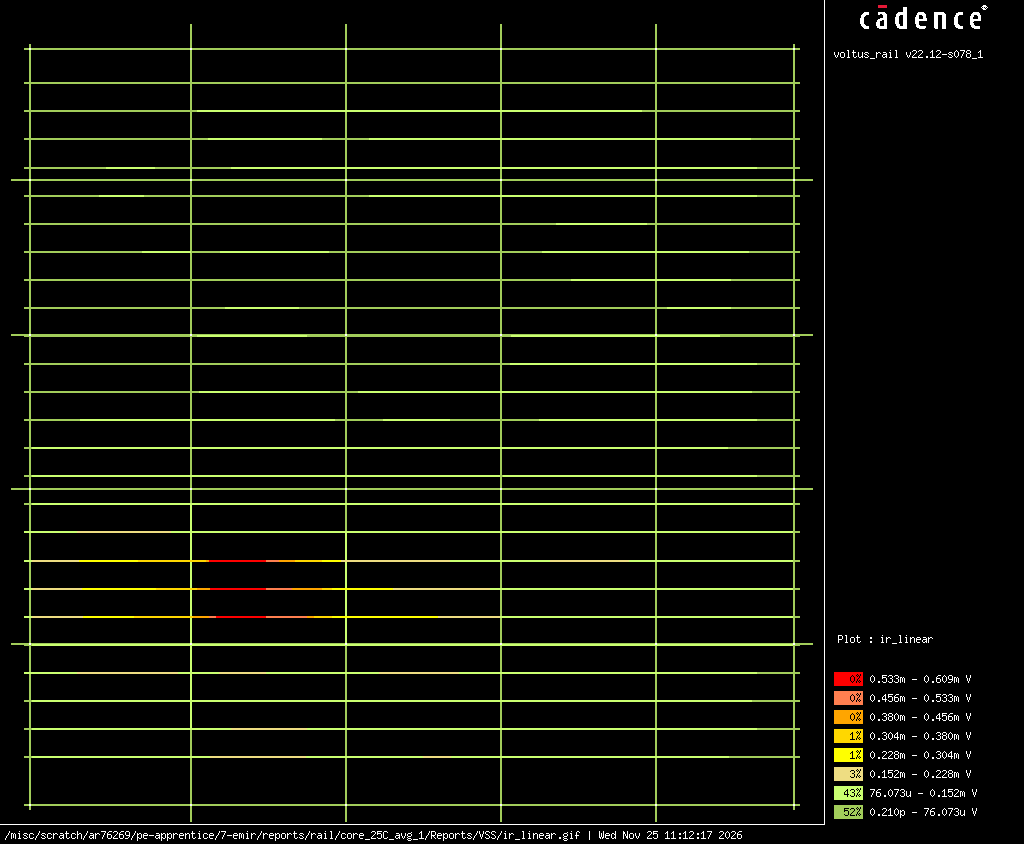 cādence®
voltus_rail v22.12-s078_1
Plot : ir_linear
0% 0.533m - 0.609m V
0% 0.456m - 0.533m V
0% 0.380m - 0.456m V
1% 0.304m - 0.380m V
1% 0.228m - 0.304m V
3% 0.152m - 0.228m V
43% 76.073u - 0.152m V
52% 0.210p - 76.073u V
/misc/scratch/ar76269/pe-apprentice/7-emir/reports/rail/core_25C_avg_1/Reports/VSS/ir_linear.gif | Wed Nov 25 11:12:17 2026